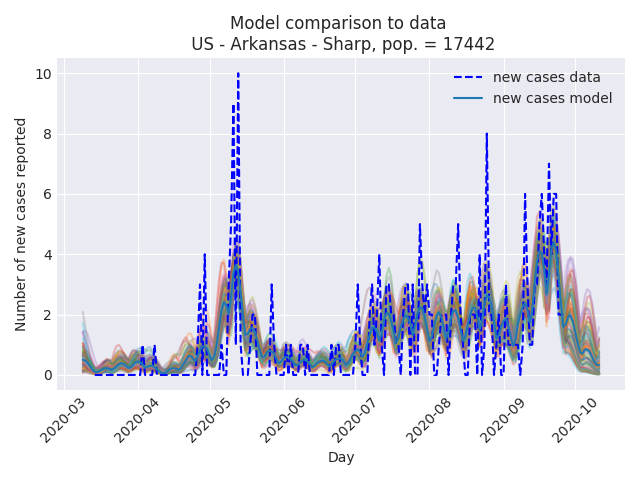 Model comparison to data
US - Arkansas - Sharp, pop. = 17442
new cases data
new cases model
Number of new cases reported
10
8
6
4
2
0
2020-03
2020-04
2020-05
2020-06
2020-07
2020-08
2020-09
2020-10
Day